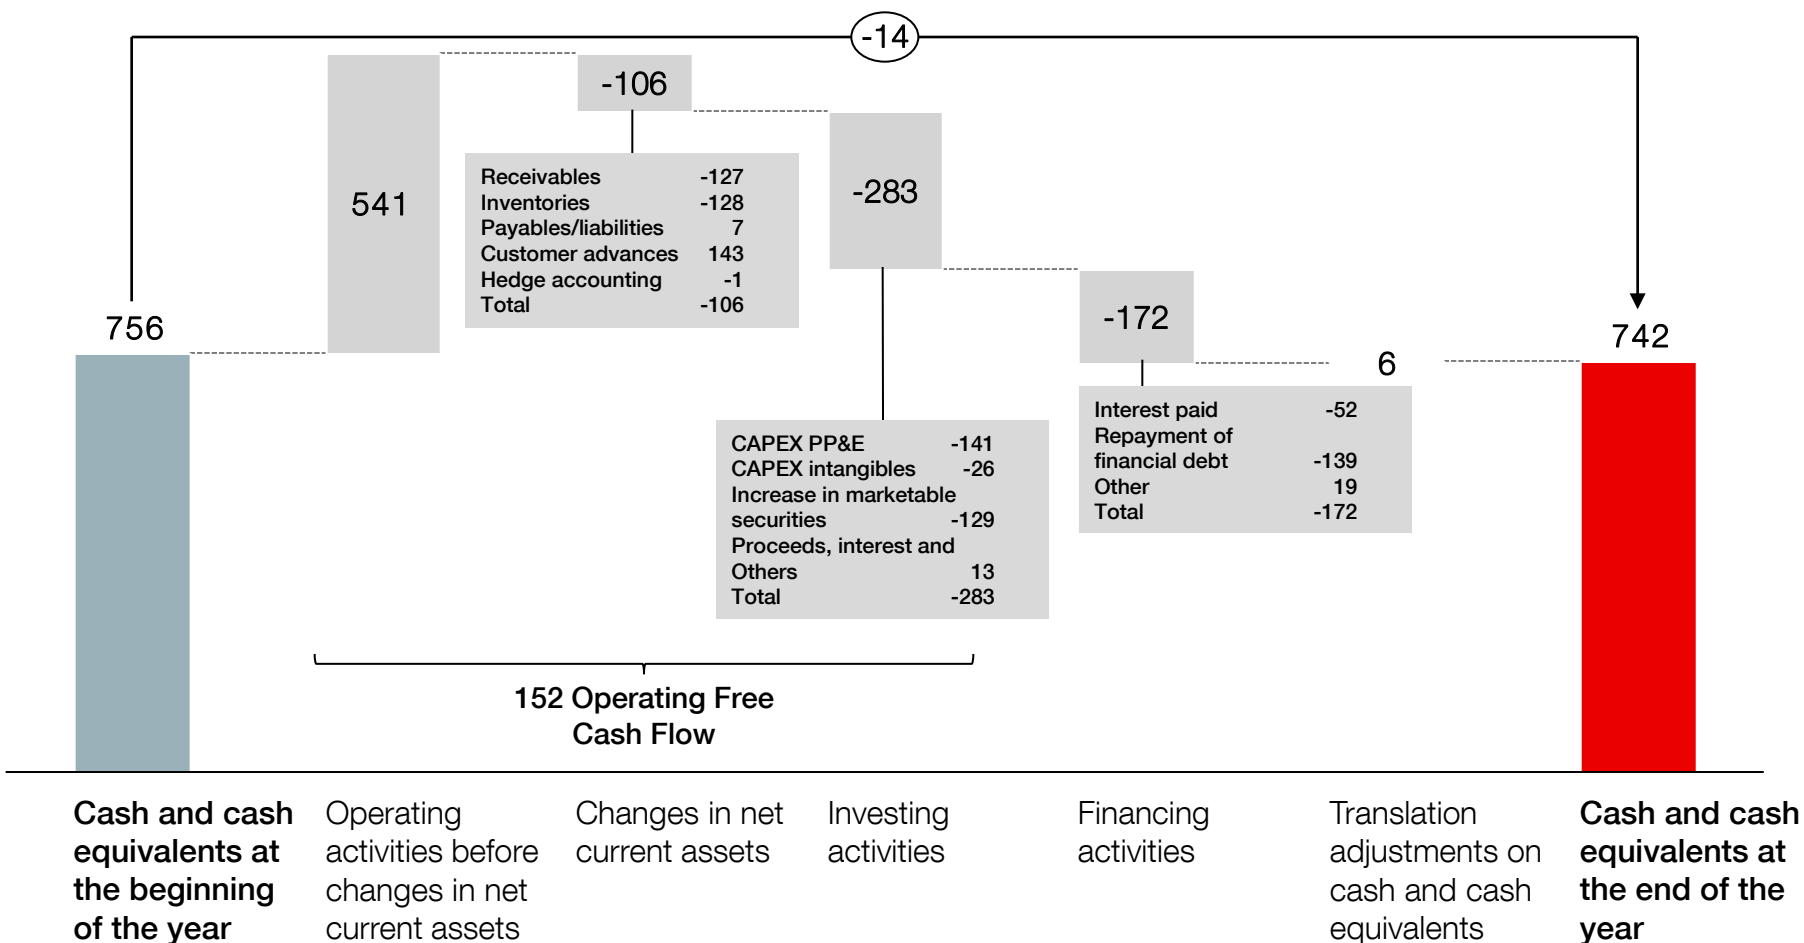 -14
-106
541
Receivables -127
Inventories -128
Payables/liabilities 7
Customer advances 143
Hedge accounting -1
Total -106
-283
756
-172
6
742
CAPEX PP&E -141
CAPEX intangibles -26
Increase in marketable
securities -129
Proceeds, interest and
Others 13
Total -283
Interest paid -52
Repayment of
financial debt -139
Other 19
Total -172
152 Operating Free
Cash Flow
Cash and cash
equivalents at
the beginning
of the year
Operating
activities before
changes in net
current assets
Changes in net
current assets
Investing
activities
Financing
activities
Translation
adjustments on
cash and cash
equivalents
Cash and cash
equivalents at
the end of the
year